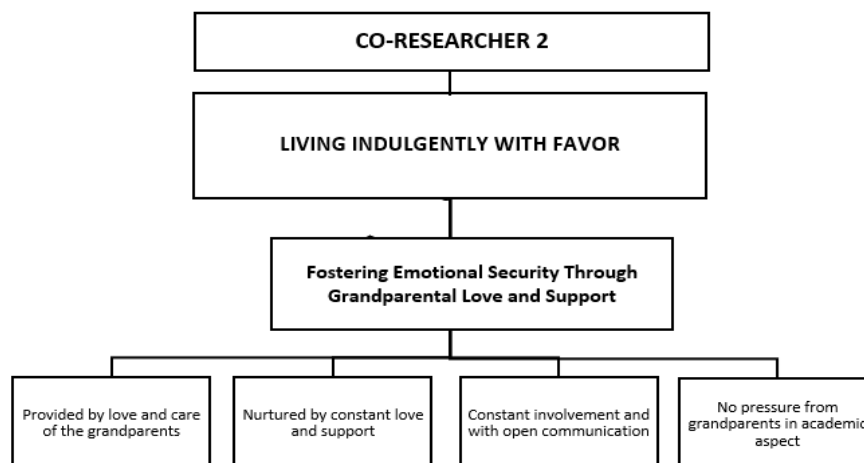 CO-RESEARCHER 2
LIVING INDULGENTLY WITH FAVOR
Fostering Emotional Security Through
Grandparental Love and Support
Provided by love and care
of the grandparents
Nurtured by constant love
and support
Constant involvement and
with open communication
No pressure from
grandparents in academic
aspect